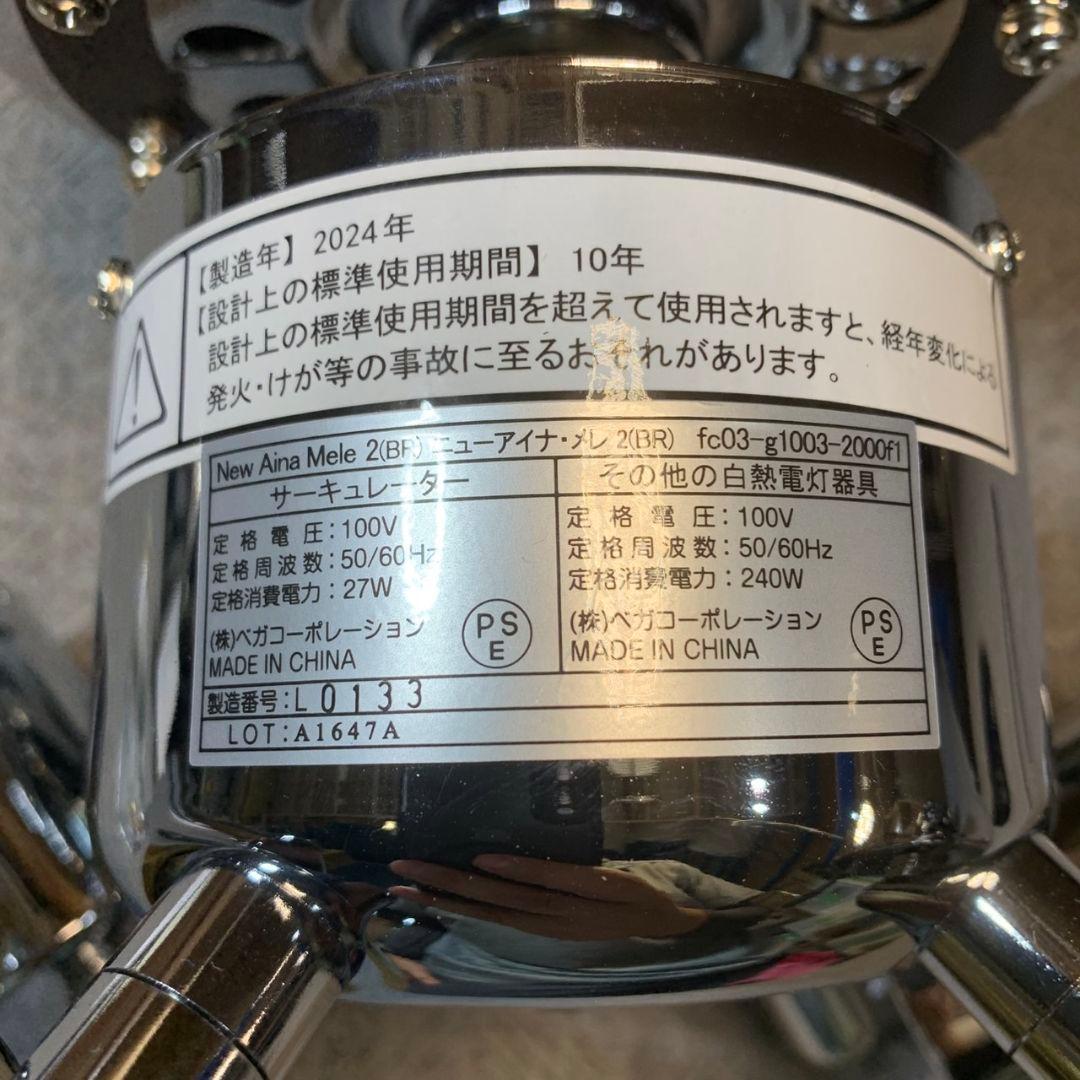 【製造年】 2024年
【設計上の標準使用期間】 10年
設計上の標準使用期間を超えて使用されますと、経年変化による
発火・けが等の事故に至るおそれがあります。
New Aina Mele 2(BR) ニューアイナ・メレ 2(BR) fc03-g1003-2000f1
サーキュレーター
定格電圧:100V
定格周波数:50/60Hz
定格消費電力:27W
(株)ベガコーポレーション
MADE IN CHINA
PS
E
その他の白熱電灯器具
定格電圧:100V
定格周波数:50/60Hz
定格消費電力:240W
(株)ベガコーポレーション
MADE IN CHINA
PS
E
製造番号:L0133
LOT:A1647A